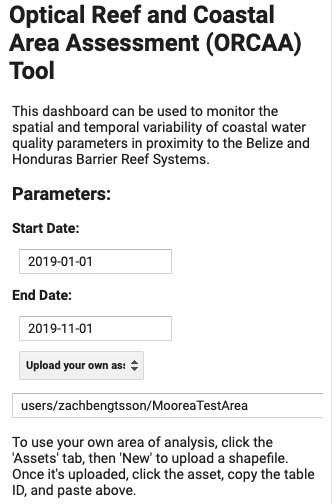 Optical Reef and Coastal
Area Assessment (ORCAA)
Tool
This dashboard can be used to monitor the
spatial and temporal variability of coastal water
quality parameters in proximity to the Belize and
Honduras Barrier Reef Systems.
Parameters:
Start Date:
2019-01-01
End Date:
2019-11-01
Upload your own as
users/zachbengtsson/MooreaTestArea
To use your own area of analysis, click the
'Assets' tab, then 'New' to upload a shapefile.
Once it's uploaded, click the asset, copy the table
ID, and paste above.